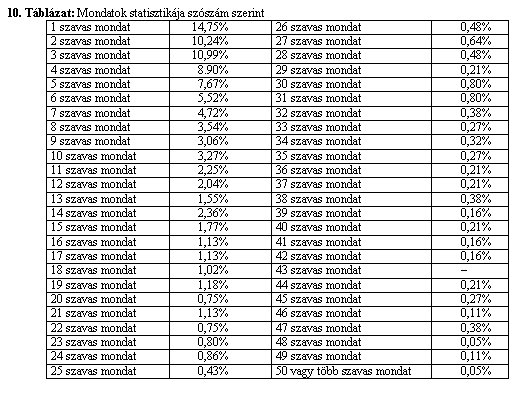 10. Táblázat: Mondatok statisztikája szószám szerint
1 szavas mondat 14,75% 26 szavas mondat 0,48%
2 szavas mondat 10,24% 27 szavas mondat 0,64%
3 szavas mondat 10,99% 28 szavas mondat 0,48%
4 szavas mondat 8.90% 29 szavas mondat 0,21%
5 szavas mondat 7,67% 30 szavas mondat 0,80%
6 szavas mondat 5,52% 31 szavas mondat 0,80%
7 szavas mondat 4,72% 32 szavas mondat 0,38%
8 szavas mondat 3,54% 33 szavas mondat 0,27%
9 szavas mondat 3,06% 34 szavas mondat 0,32%
10 szavas mondat 3,27% 35 szavas mondat 0,27%
11 szavas mondat 2,25% 36 szavas mondat 0,21%
12 szavas mondat 2,04% 37 szavas mondat 0,21%
13 szavas mondat 1,55% 38 szavas mondat 0,38%
14 szavas mondat 2,36% 39 szavas mondat 0,16%
15 szavas mondat 1,77% 40 szavas mondat 0,21%
16 szavas mondat 1,13% 41 szavas mondat 0,16%
17 szavas mondat 1,13% 42 szavas mondat 0,16%
18 szavas mondat 1,02% 43 szavas mondat –
19 szavas mondat 1,18% 44 szavas mondat 0,21%
20 szavas mondat 0,75% 45 szavas mondat 0,27%
21 szavas mondat 1,13% 46 szavas mondat 0,11%
22 szavas mondat 0,75% 47 szavas mondat 0,38%
23 szavas mondat 0,80% 48 szavas mondat 0,05%
24 szavas mondat 0,86% 49 szavas mondat 0,11%
25 szavas mondat 0,43% 50 vagy több szavas mondat 0,05%